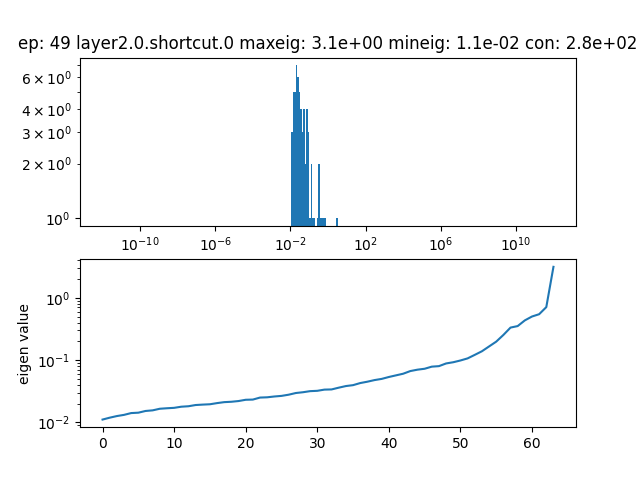 ep: 49 layer2.0.shortcut.0 maxeig: 3.1e+00 mineig: 1.1e-02 con: 2.8e+02
6 × 10⁰
4 × 10⁰
3 × 10⁰
2 × 10⁰
10⁰
10⁻¹⁰ 10⁻⁶ 10⁻² 10² 10⁶ 10¹⁰
eigen value
10⁰
10⁻¹
10⁻²
0 10 20 30 40 50 60